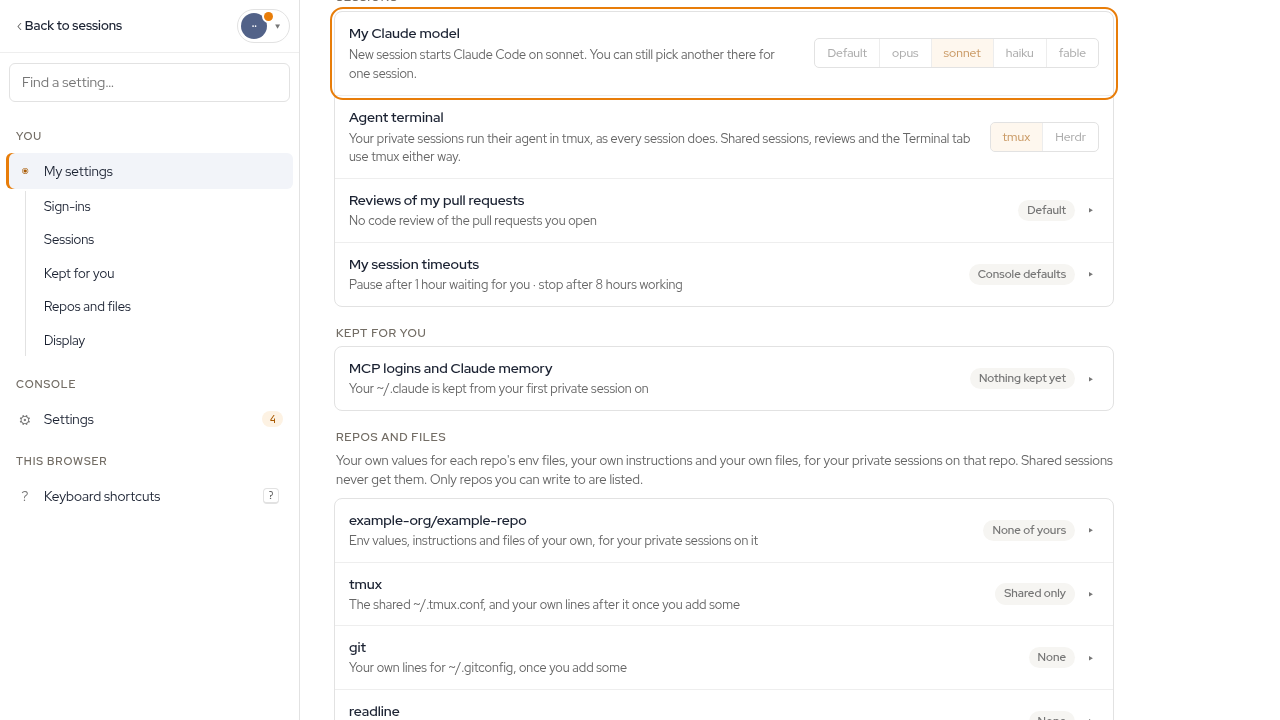 ‹ Back to sessions
Find a setting...
YOU
My settings
Sign-ins
Sessions
Kept for you
Repos and files
Display
CONSOLE
Settings
4
THIS BROWSER
? Keyboard shortcuts ?
My Claude model
New session starts Claude Code on sonnet. You can still pick another there for
one session.
Default opus sonnet haiku fable
Agent terminal
Your private sessions run their agent in tmux, as every session does. Shared sessions, reviews and the Terminal tab
use tmux either way.
tmux Herdr
Reviews of my pull requests
No code review of the pull requests you open
Default
My session timeouts
Pause after 1 hour waiting for you · stop after 8 hours working
Console defaults
KEPT FOR YOU
MCP logins and Claude memory
Your ~/.claude is kept from your first private session on
Nothing kept yet
REPOS AND FILES
Your own values for each repo's env files, your own instructions and your own files, for your private sessions on that repo. Shared sessions
never get them. Only repos you can write to are listed.
example-org/example-repo
Env values, instructions and files of your own, for your private sessions on it
None of yours
tmux
The shared ~/.tmux.conf, and your own lines after it once you add some
Shared only
git
Your own lines for ~/.gitconfig, once you add some
None
readline